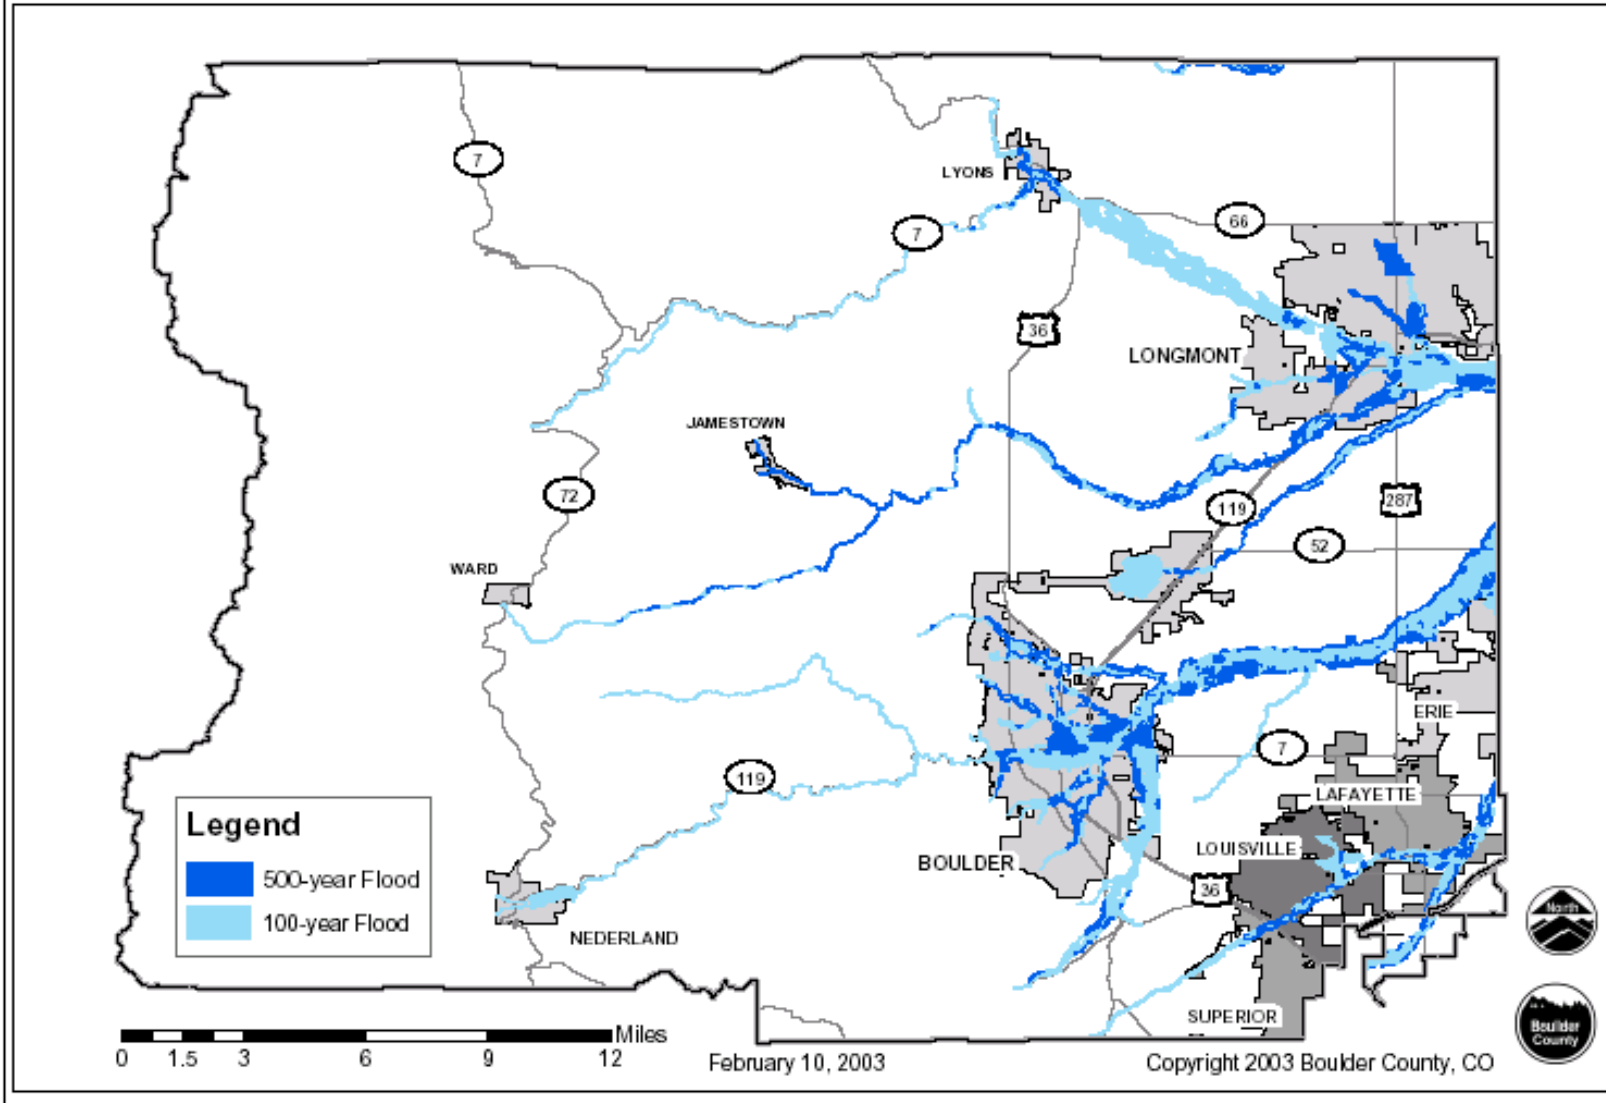 7
LYONS
7
66
36
LONGMONT
JAMESTOWN
72
119
287
52
WARD
ERIE
7
119
LAFAYETTE
Legend
500-year Flood
100-year Flood
LOUISVILLE
BOULDER
36
NEDERLAND
North
SUPERIOR
Boulder
County
Miles
0 1.5 3 6 9 12
February 10, 2003
Copyright 2003 Boulder County, CO